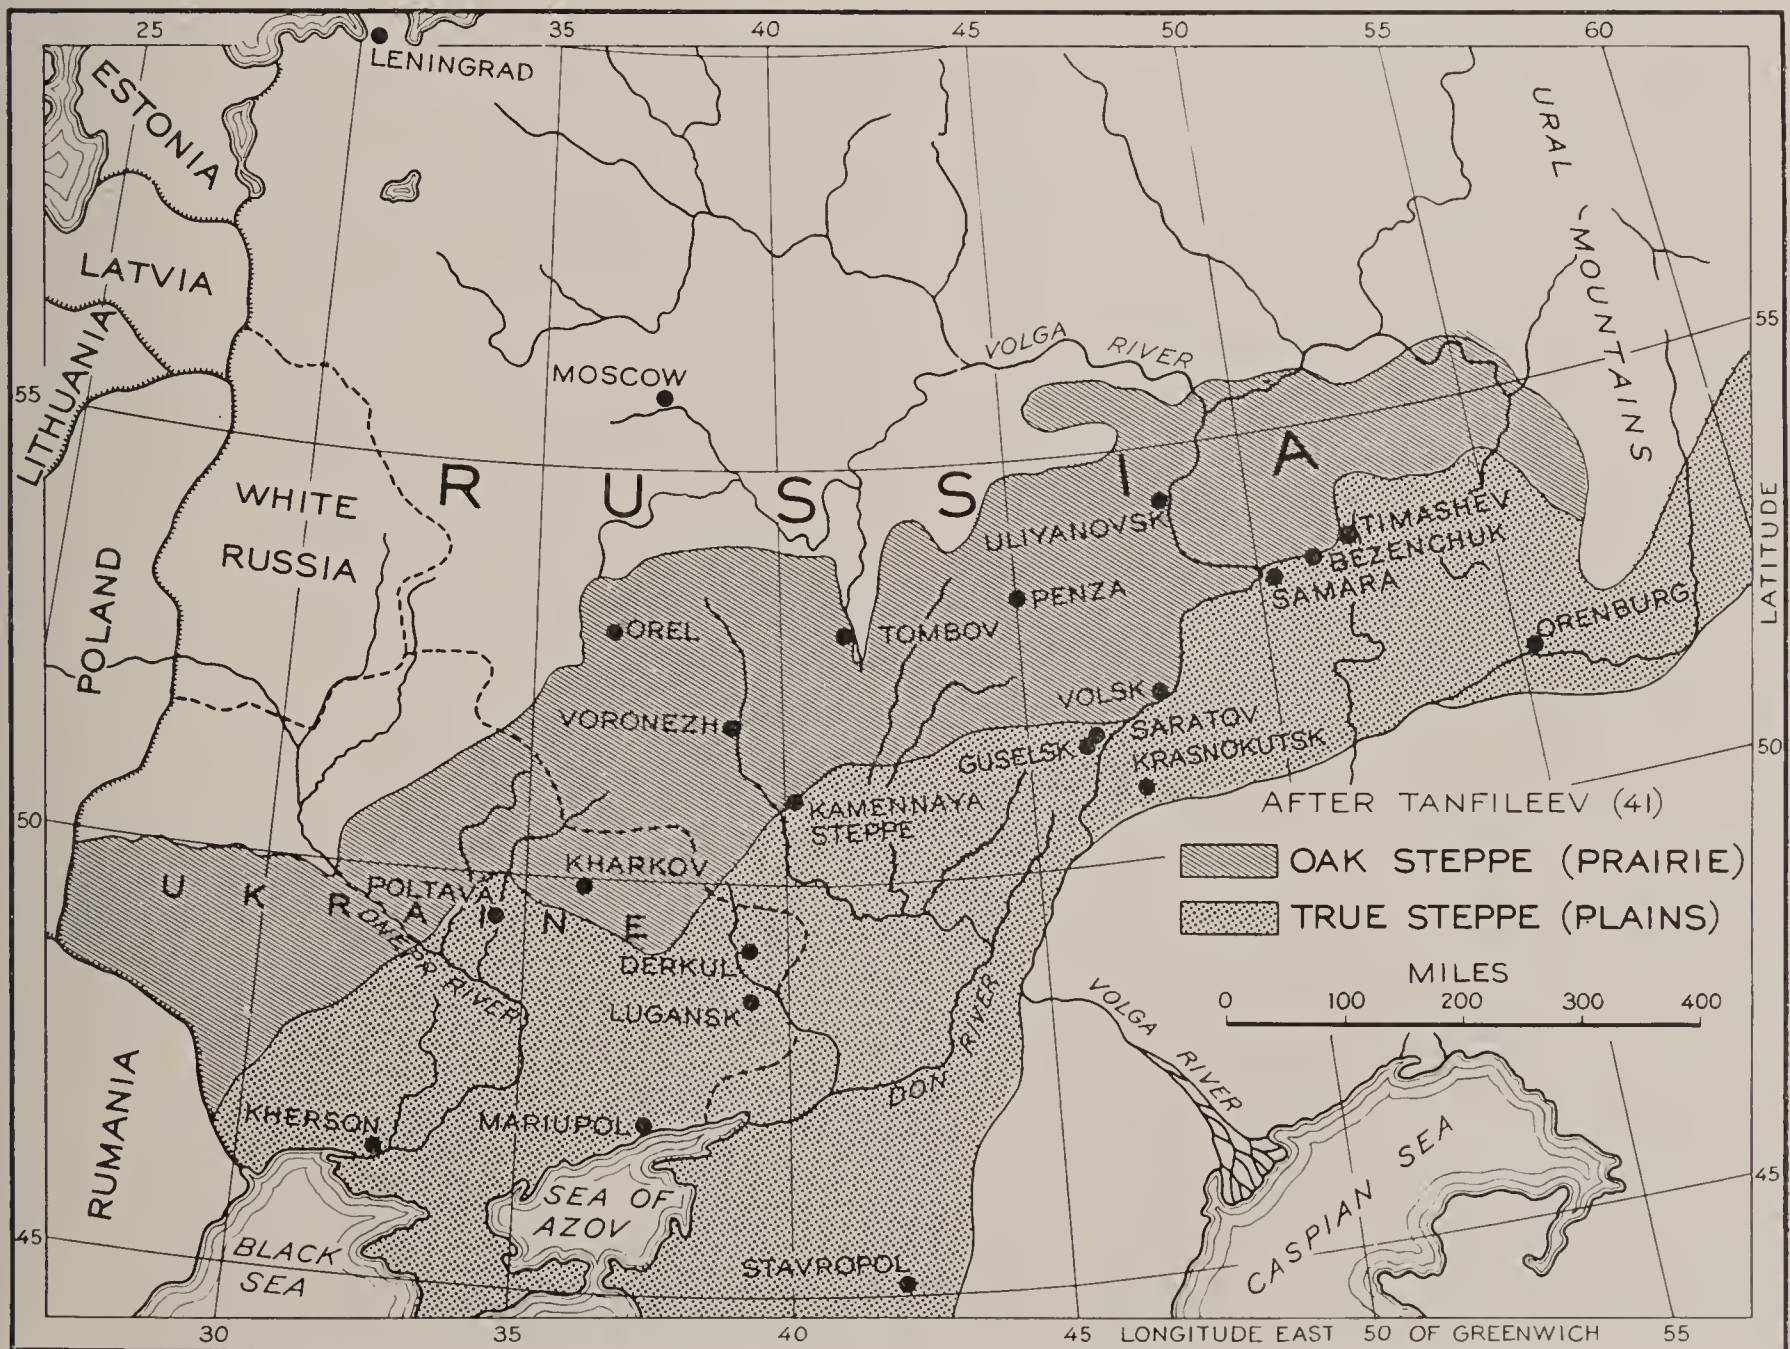 25
35
40
45
50
55
60
LENINGRAD
ESTONIA
URAL MOUNTAINS
LATVIA
LITHUANIA
VOLGA RIVER
55
MOSCOW
55
RUSSIA
WHITE
RUSSIA
LATITUDE
ULIYANOVSK
TIMASHEV
BEZENCHUK
SAMARA
PENZA
POLAND
OREL
TOMBOV
ORENBURG
VOLSK
VORONEZH
SARATOV
GUSELSK
KRASNOKUTSK
50
KAMENNAYA
STEPPE
AFTER TANFILEEV (41)
50
OAK STEPPE (PRAIRIE)
KHARKOV
UKRAINE
POLTAVA
TRUE STEPPE (PLAINS)
DNEPR RIVER
DERKUL
MILES
LUGANSK
0 100 200 300 400
VOLGA RIVER
DON RIVER
RUMANIA
KHERSON
MARIUPOL
CASPIAN SEA
45
SEA OF
AZOV
45
BLACK
SEA
STAVROPOL
30
35
40
45
LONGITUDE EAST 50 OF GREENWICH
55